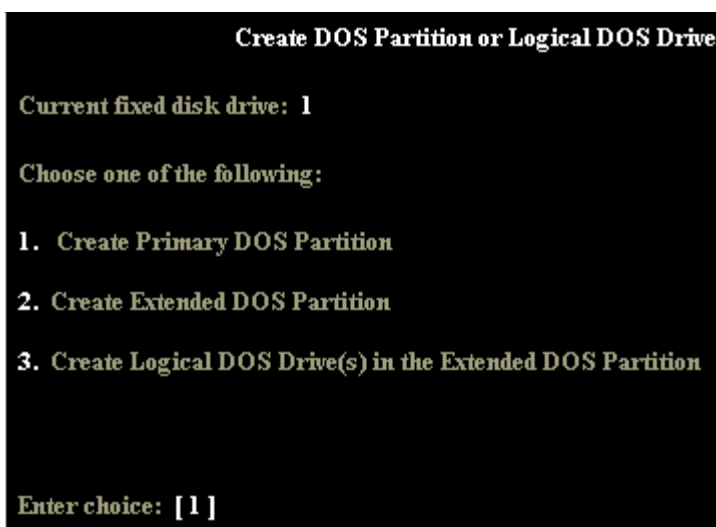 Create DOS Partition or Logical DOS Drive
Current fixed disk drive: 1
Choose one of the following:
1. Create Primary DOS Partition
2. Create Extended DOS Partition
3. Create Logical DOS Drive(s) in the Extended DOS Partition
Enter choice: [ 1 ]